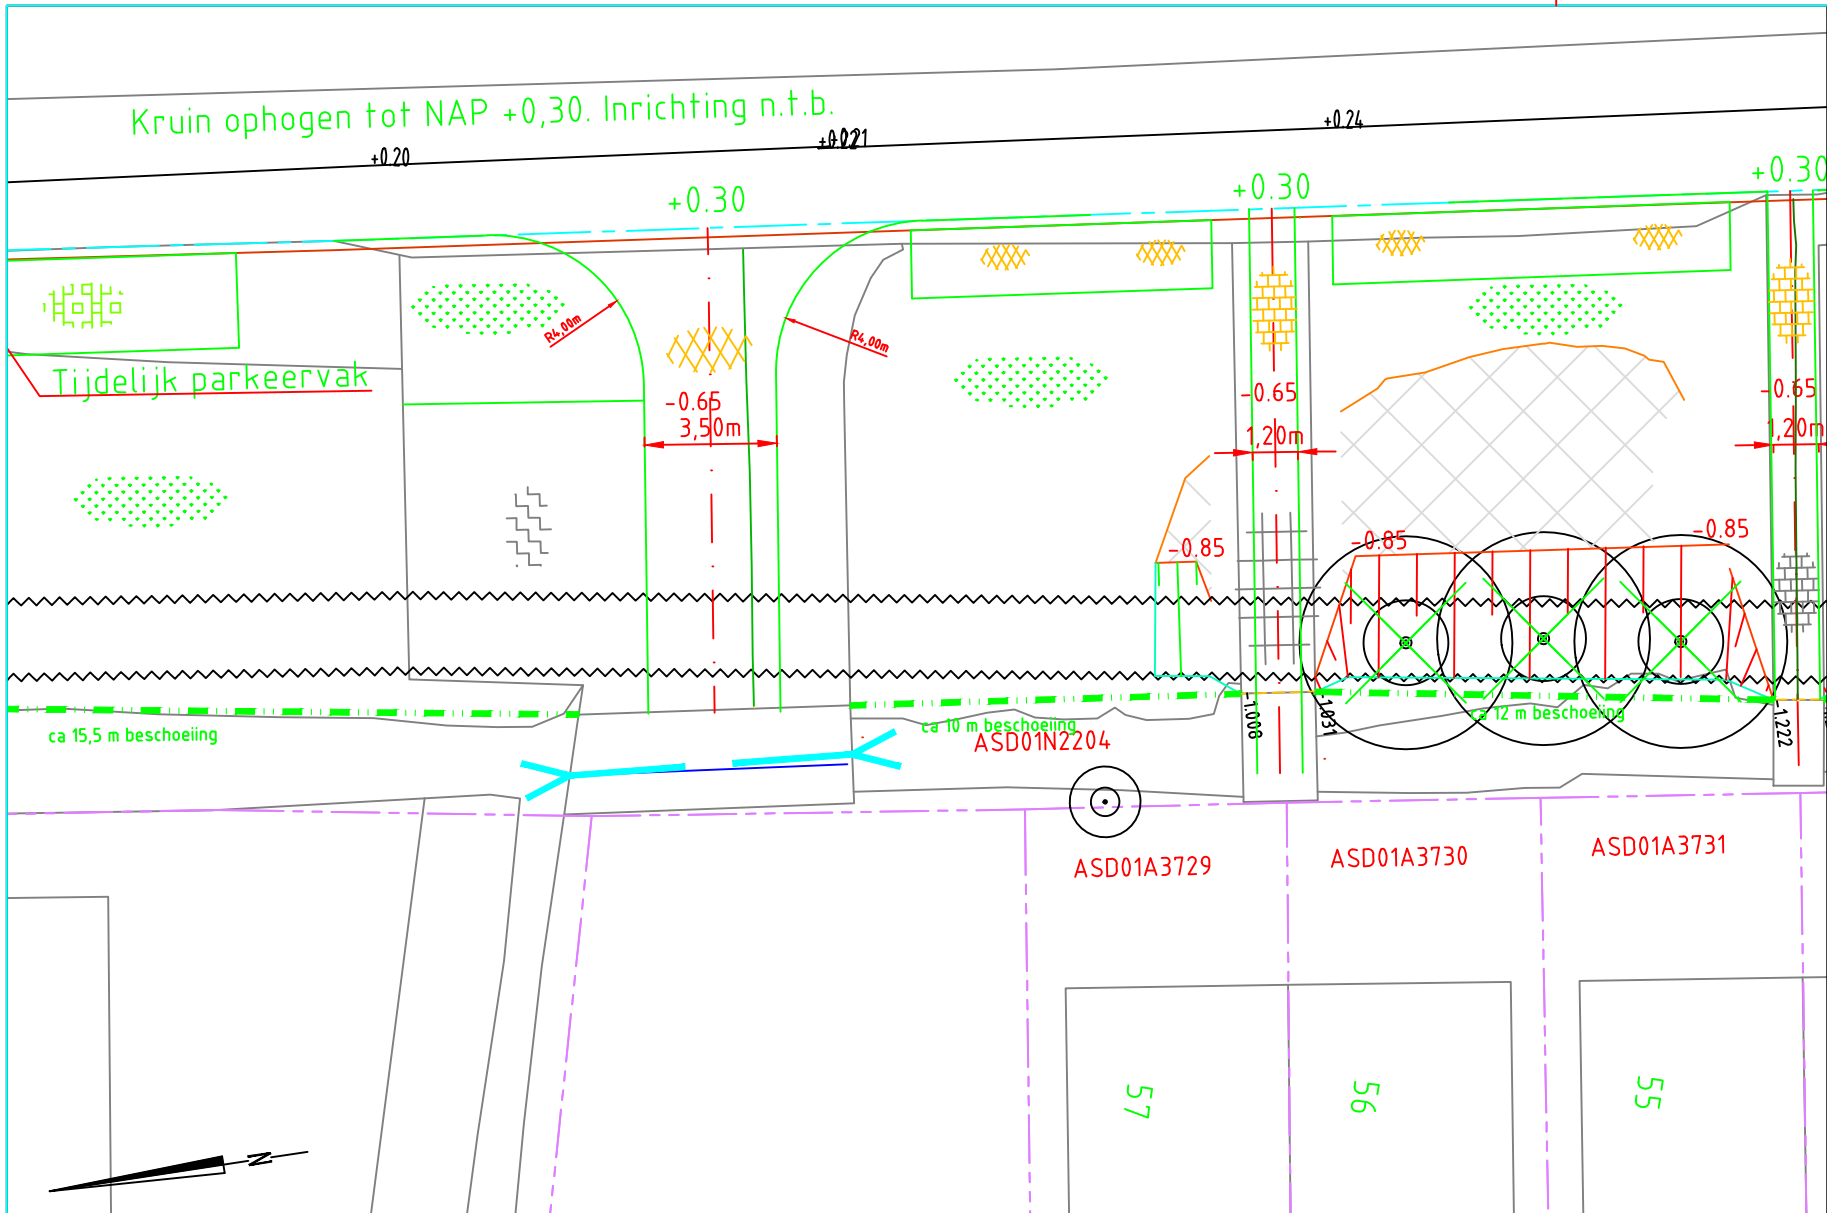 Kruin ophogen tot NAP +0,30. Inrichting n.t.b.
+0.20
+0.24
+0.30
+0.30
+0.30
R4,00m
R4,00m
Tijdelijk parkeervak
-0.65
3,50m
-0.65
1,20m
-0.65
1,20m
-0.85
-0.85
-0.85
ca 15,5 m beschoeiing
ca 10 m beschoeiing
ca 12 m beschoeiing
-1.008
-1.031
-1.222
ASD01N2204
ASD01A3729
ASD01A3730
ASD01A3731
57
56
55
N